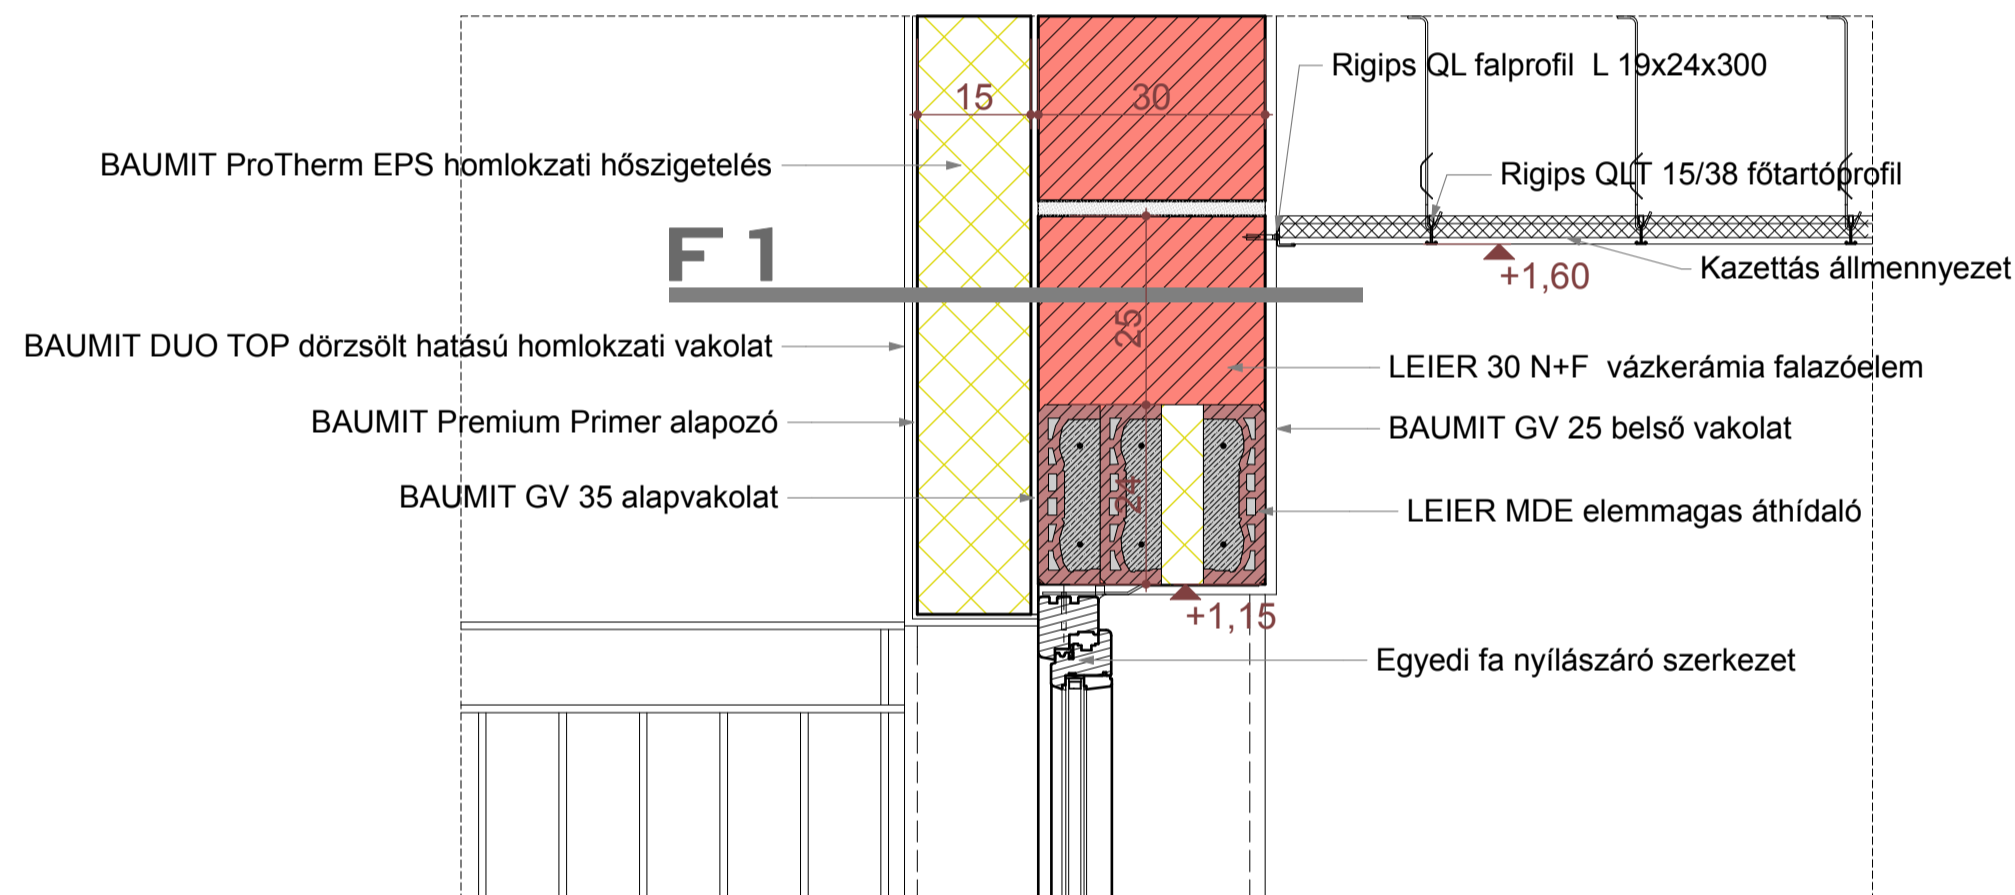 Rigips QL falprofil L 19x24x300
15
30
BAUMIT ProTherm EPS homlokzati hőszigetelés
Rigips QLT 15/38 főtartóprofil
F 1
+1,60
Kazettás állmennyezet
25
BAUMIT DUO TOP dörzsölt hatású homlokzati vakolat
LEIER 30 N+F vázkerámia falazóelem
BAUMIT Premium Primer alapozó
BAUMIT GV 25 belső vakolat
BAUMIT GV 35 alapvakolat
24
LEIER MDE elemmagas áthídaló
+1,15
Egyedi fa nyílászáró szerkezet